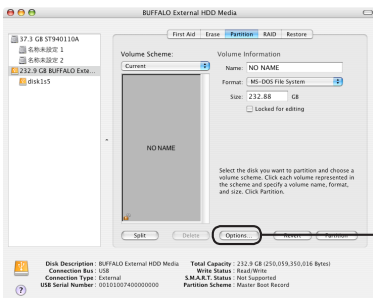 BUFFALO External HDD Media
First Aid Erase Partition RAID Restore
37.3 GB ST940110A
名称未設定 1
名称未設定 2
232.9 GB BUFFALO Exte...
disk1s5
Volume Scheme:
Current
NO NAME
Volume Information
Name: NO NAME
Format: MS-DOS File System
Size: 232.88 GB
Locked for editing
Select the disk you want to partition and choose a
volume scheme. Click each volume represented in
the scheme and specify a volume name, format,
and size. Click Partition.
Split Delete Options... Revert Partition
Disk Description : BUFFALO External HDD Media Total Capacity : 232.9 GB (250,059,350,016 Bytes)
Connection Bus : USB Write Status : Read/Write
Connection Type : External S.M.A.R.T. Status : Not Supported
USB Serial Number : 00101007400000000 Partition Scheme : Master Boot Record
?